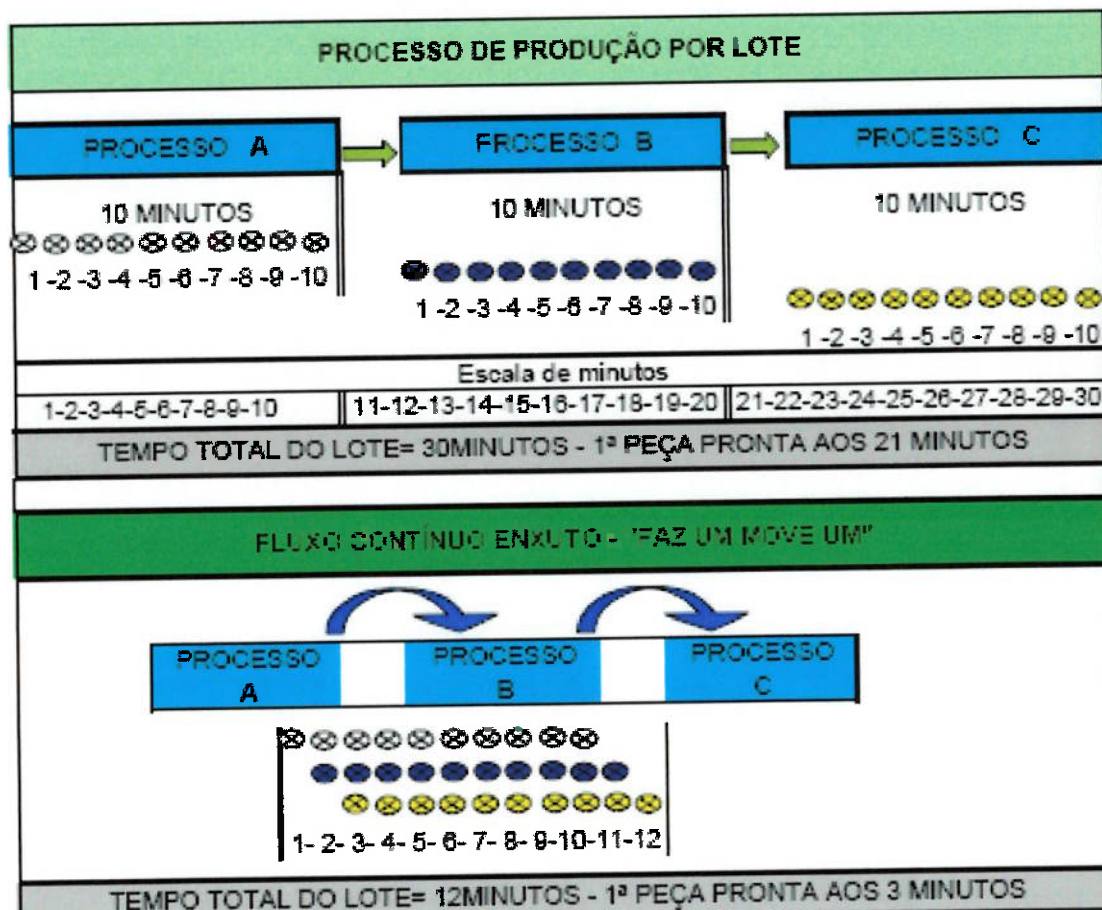 PROCESSO DE PRODUÇÃO POR LOTE
PROCESSO A
FROCESSO B
PROCESSO C
10 MINUTOS
10 MINUTOS
10 MINUTOS
1 -2 -3 -4 -5 -6 -7 -8 -9 -10
1 -2 -3 -4 -5 -6 -7 -8 -9 -10
1 -2 -3 -4 -5 -6 -7 -8 -9 -10
Escala de minutos
1-2-3-4-5-6-7-8-9-10
11-12-13-14-15-16-17-18-19-20
21-22-23-24-25-26-27-28-29-30
TEMPO TOTAL DO LOTE= 30MINUTOS - 1ª PEÇA PRONTA AOS 21 MINUTOS
FLUXO CONTÍNUO ENXUTO - "FAZ UM MOVE UM"
PROCESSO
A
PROCESSO
B
PROCESSO
C
1- 2- 3- 4- 5- 6- 7- 8- 9-10-11-12
TEMPO TOTAL DO LOTE= 12MINUTOS - 1ª PEÇA PRONTA AOS 3 MINUTOS